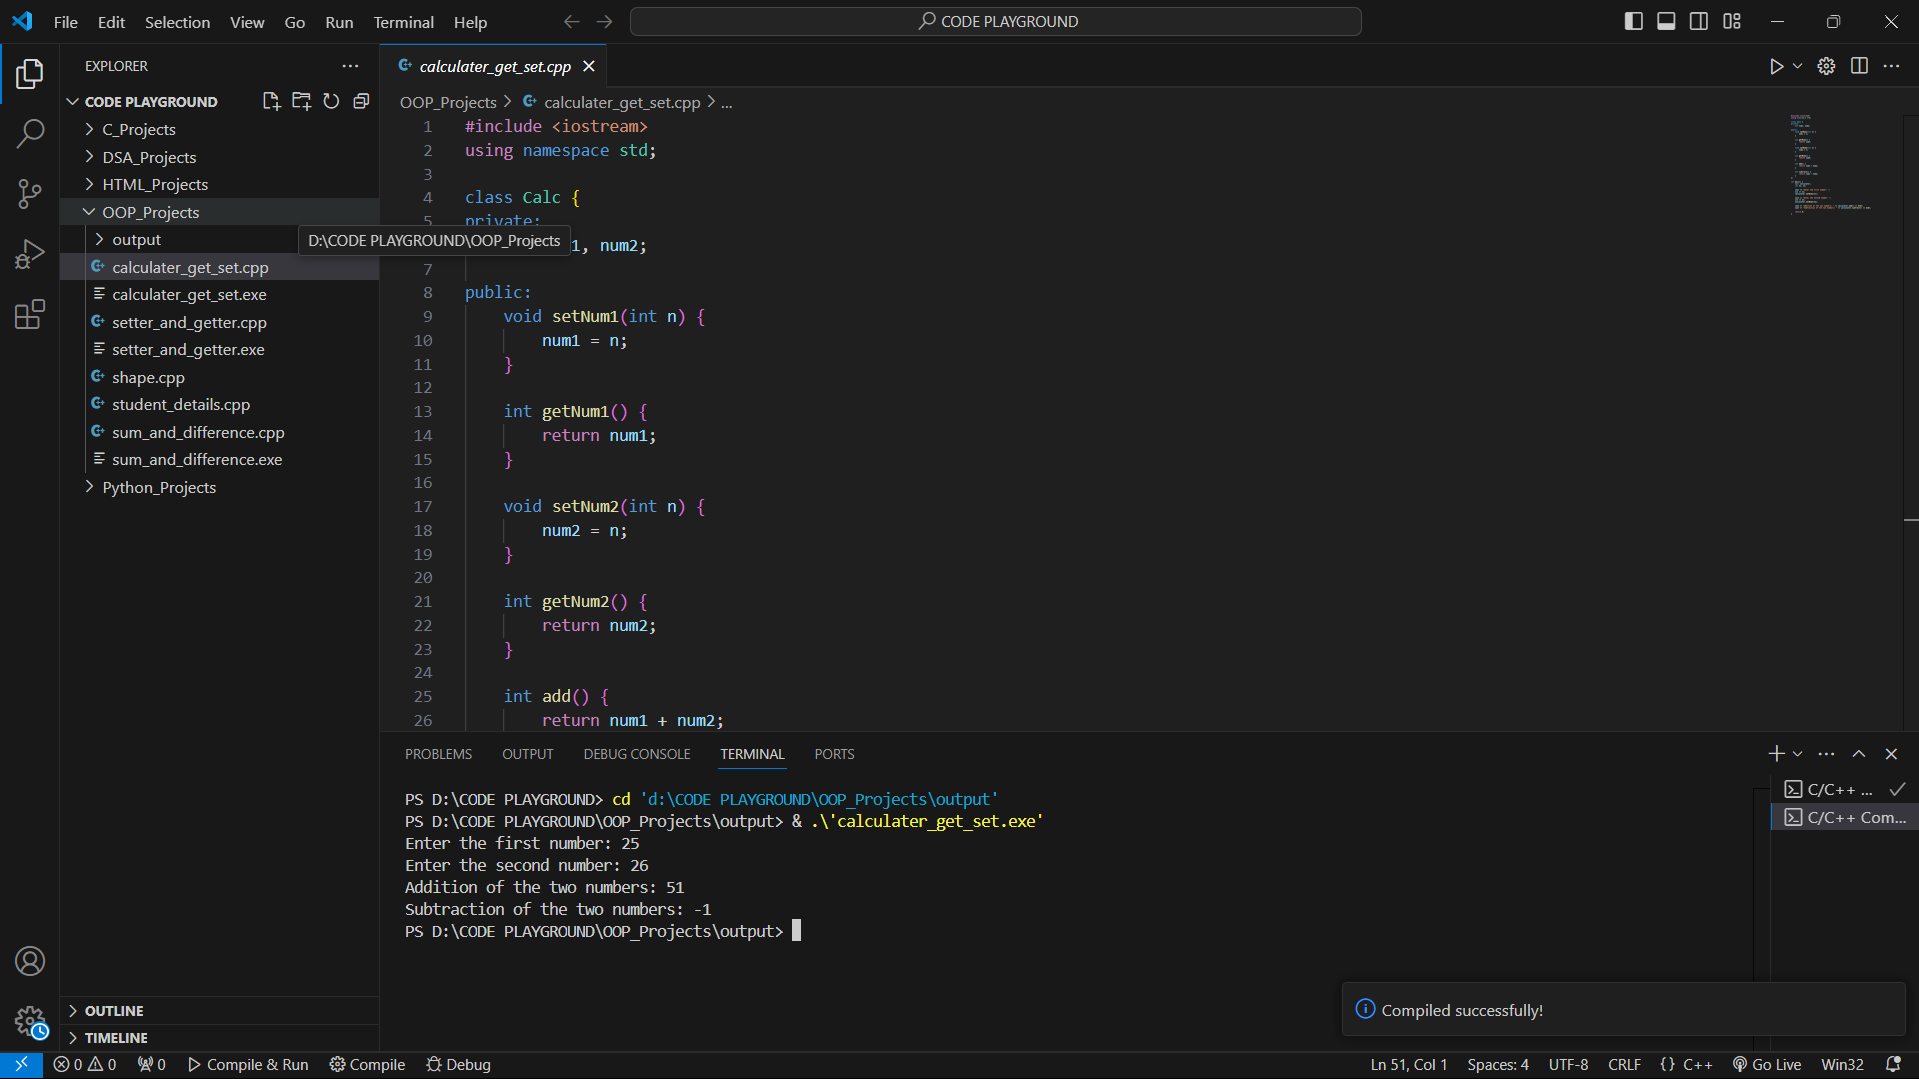 File Edit Selection View Go Run Terminal Help
CODE PLAYGROUND
EXPLORER
CODE PLAYGROUND
C_Projects
DSA_Projects
HTML_Projects
OOP_Projects
output
calculater_get_set.cpp
calculater_get_set.exe
setter_and_getter.cpp
setter_and_getter.exe
shape.cpp
student_details.cpp
sum_and_difference.cpp
sum_and_difference.exe
Python_Projects
OUTLINE
TIMELINE
D:\CODE PLAYGROUND\OOP_Projects
calculater_get_set.cpp
OOP_Projects > calculater_get_set.cpp > ...
1 #include <iostream>
2 using namespace std;
3
4 class Calc {
5 private:
1, num2;
7
8 public:
9 void setNum1(int n) {
10 num1 = n;
11 }
12
13 int getNum1() {
14 return num1;
15 }
16
17 void setNum2(int n) {
18 num2 = n;
19 }
20
21 int getNum2() {
22 return num2;
23 }
24
25 int add() {
26 return num1 + num2;
PROBLEMS OUTPUT DEBUG CONSOLE TERMINAL PORTS
PS D:\CODE PLAYGROUND> cd 'd:\CODE PLAYGROUND\OOP_Projects\output'
PS D:\CODE PLAYGROUND\OOP_Projects\output> & .\'calculater_get_set.exe'
Enter the first number: 25
Enter the second number: 26
Addition of the two numbers: 51
Subtraction of the two numbers: -1
PS D:\CODE PLAYGROUND\OOP_Projects\output>
C/C++ ...
C/C++ Com...
Compiled successfully!
0 0 0 Compile & Run Compile Debug Ln 51, Col 1 Spaces: 4 UTF-8 CRLF {} C++ Go Live Win32